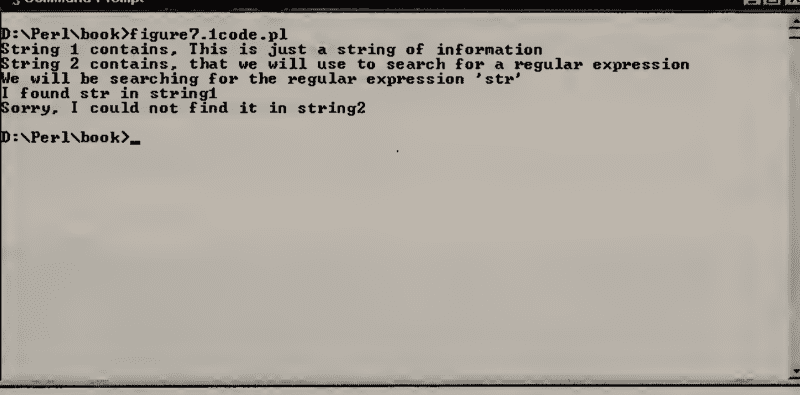 Command Prompt
D:\Perl\book>figure7.1code.pl
String 1 contains, This is just a string of information
String 2 contains, that we will use to search for a regular expression
We will be searching for the regular expression 'str'
I found str in string1
Sorry, I could not find it in string2
D:\Perl\book>_